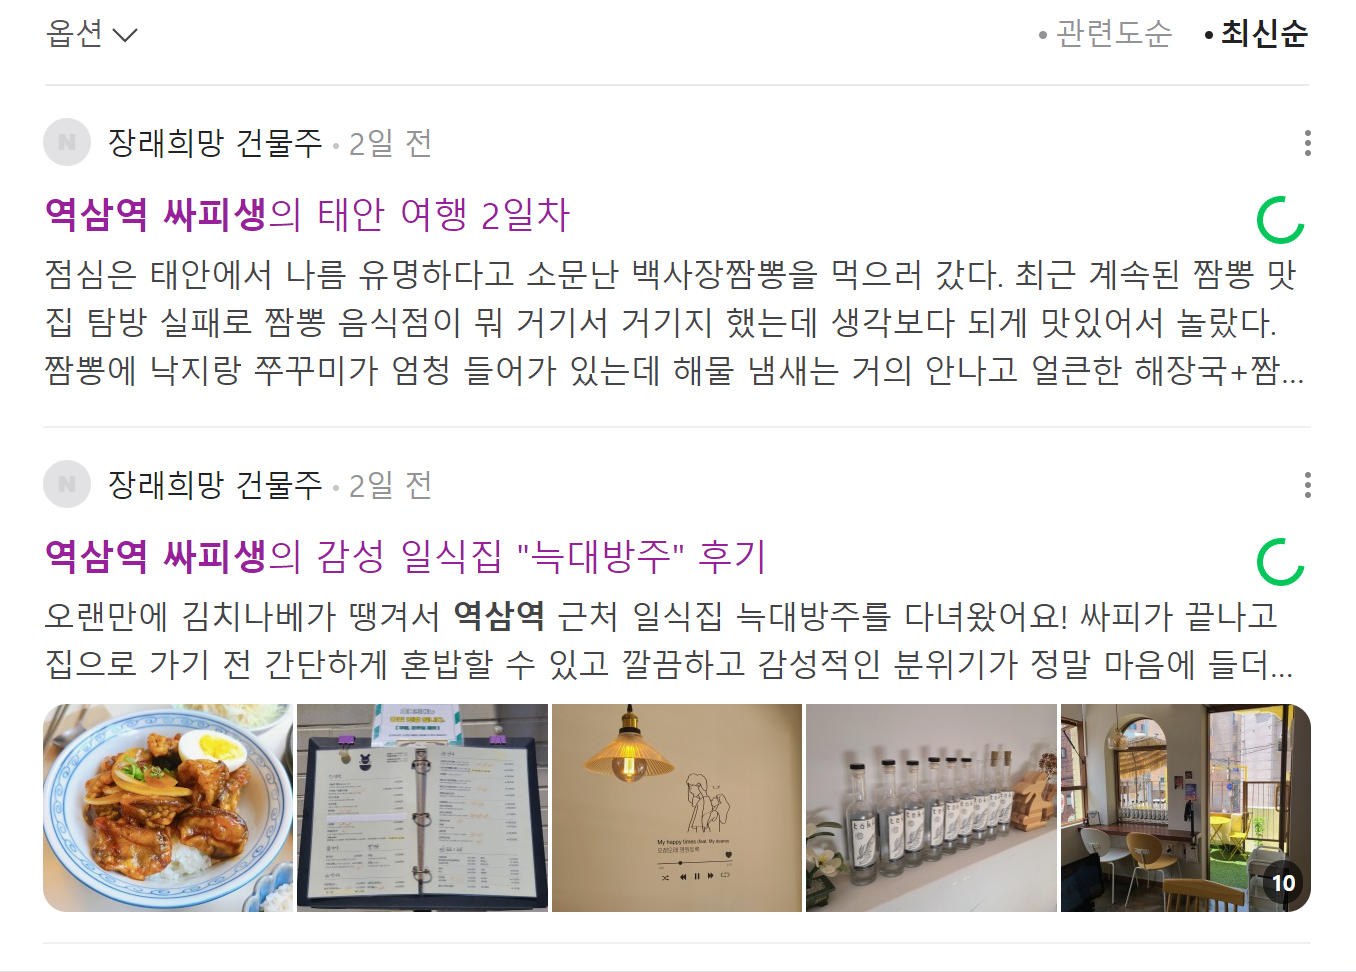 옵션
관련도순
최신순
N
장래희망 건물주
2일 전
역삼역 싸피생의 태안 여행 2일차
점심은 태안에서 나름 유명하다고 소문난 백사장짬뽕을 먹으러 갔다. 최근 계속된 짬뽕 맛
집 탐방 실패로 짬뽕 음식점이 뭐 거기서 거기지 했는데 생각보다 되게 맛있어서 놀랐다.
짬뽕에 낙지랑 쭈꾸미가 엄청 들어가 있는데 해물 냄새는 거의 안나고 얼큰한 해장국+짬...
N
장래희망 건물주
2일 전
역삼역 싸피생의 감성 일식집 "늑대방주" 후기
오랜만에 김치나베가 땡겨서 역삼역 근처 일식집 늑대방주를 다녀왔어요! 싸피가 끝나고
집으로 가기 전 간단하게 혼밥할 수 있고 깔끔하고 감성적인 분위기가 정말 마음에 들더...
My happy times (feat. My dearest
10